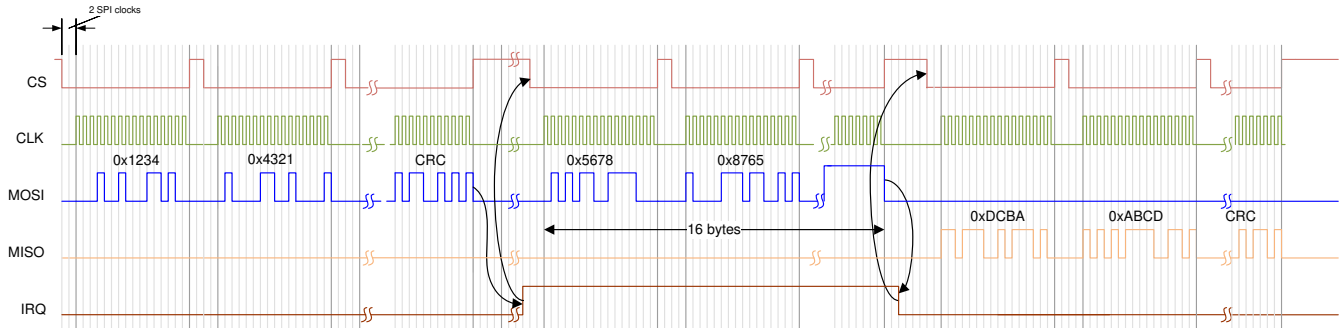 2 SPI clocks
CS
CLK
0x1234 0x4321 CRC 0x5678 0x8765
MOSI
0xDCBA 0xABCD CRC
16 bytes
MISO
IRQ